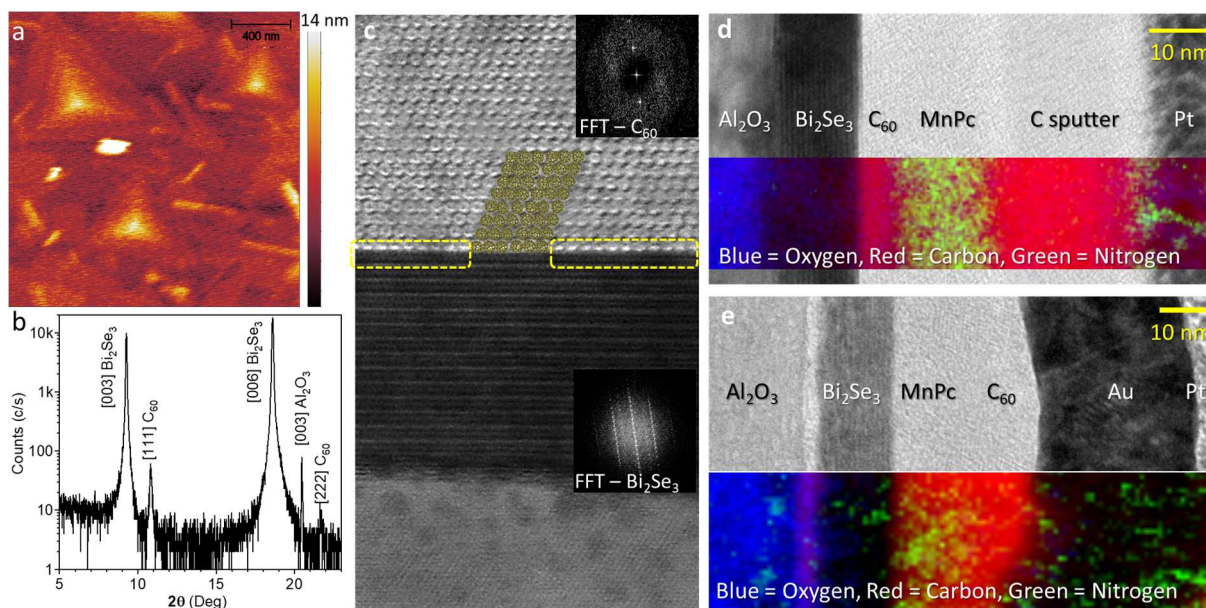 a
14 nm
400 nm
b
10k
1k
100
10
1
Counts (c/s)
[003] Bi₂Se₃
[111] C₆₀
[006] Bi₂Se₃
[003] Al₂O₃
[222] C₆₀
5
10
15
20
2θ (Deg)
c
FFT – C₆₀
FFT – Bi₂Se₃
d
10 nm
Al₂O₃
Bi₂Se₃
C₆₀
MnPc
C sputter
Pt
Blue = Oxygen, Red = Carbon, Green = Nitrogen
e
10 nm
Al₂O₃
Bi₂Se₃
MnPc
C₆₀
Au
Pt
Blue = Oxygen, Red = Carbon, Green = Nitrogen